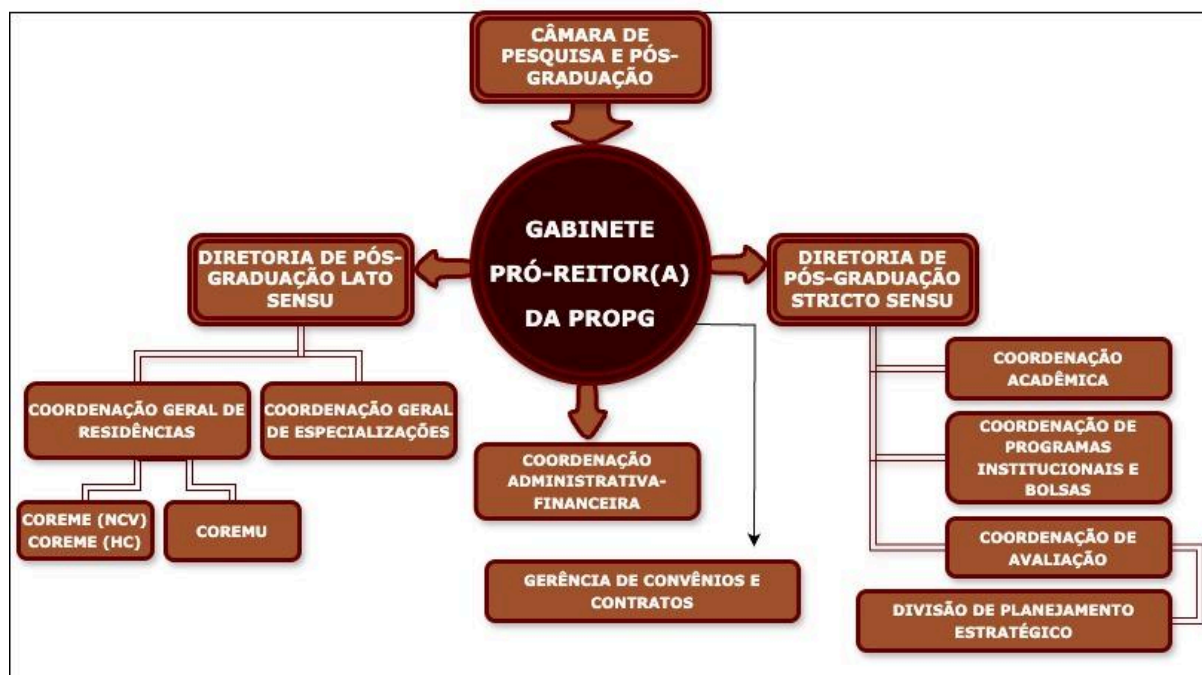 CÂMARA DE
PESQUISA E PÓS-
GRADUAÇÃO
GABINETE
PRÓ-REITOR(A)
DA PROPG
DIRETORIA DE PÓS-
GRADUAÇÃO LATO
SENSU
DIRETORIA DE
PÓS-GRADUAÇÃO
STRICTO SENSU
COORDENAÇÃO GERAL DE
RESIDÊNCIAS
COORDENAÇÃO GERAL
DE ESPECIALIZAÇÕES
COREME (NCV)
COREME (HC)
COREMU
COORDENAÇÃO
ADMINISTRATIVA-
FINANCEIRA
GERÊNCIA DE CONVÊNIOS E
CONTRATOS
COORDENAÇÃO
ACADÊMICA
COORDENAÇÃO DE
PROGRAMAS
INSTITUCIONAIS E
BOLSAS
COORDENAÇÃO DE
AVALIAÇÃO
DIVISÃO DE PLANEJAMENTO
ESTRATÉGICO